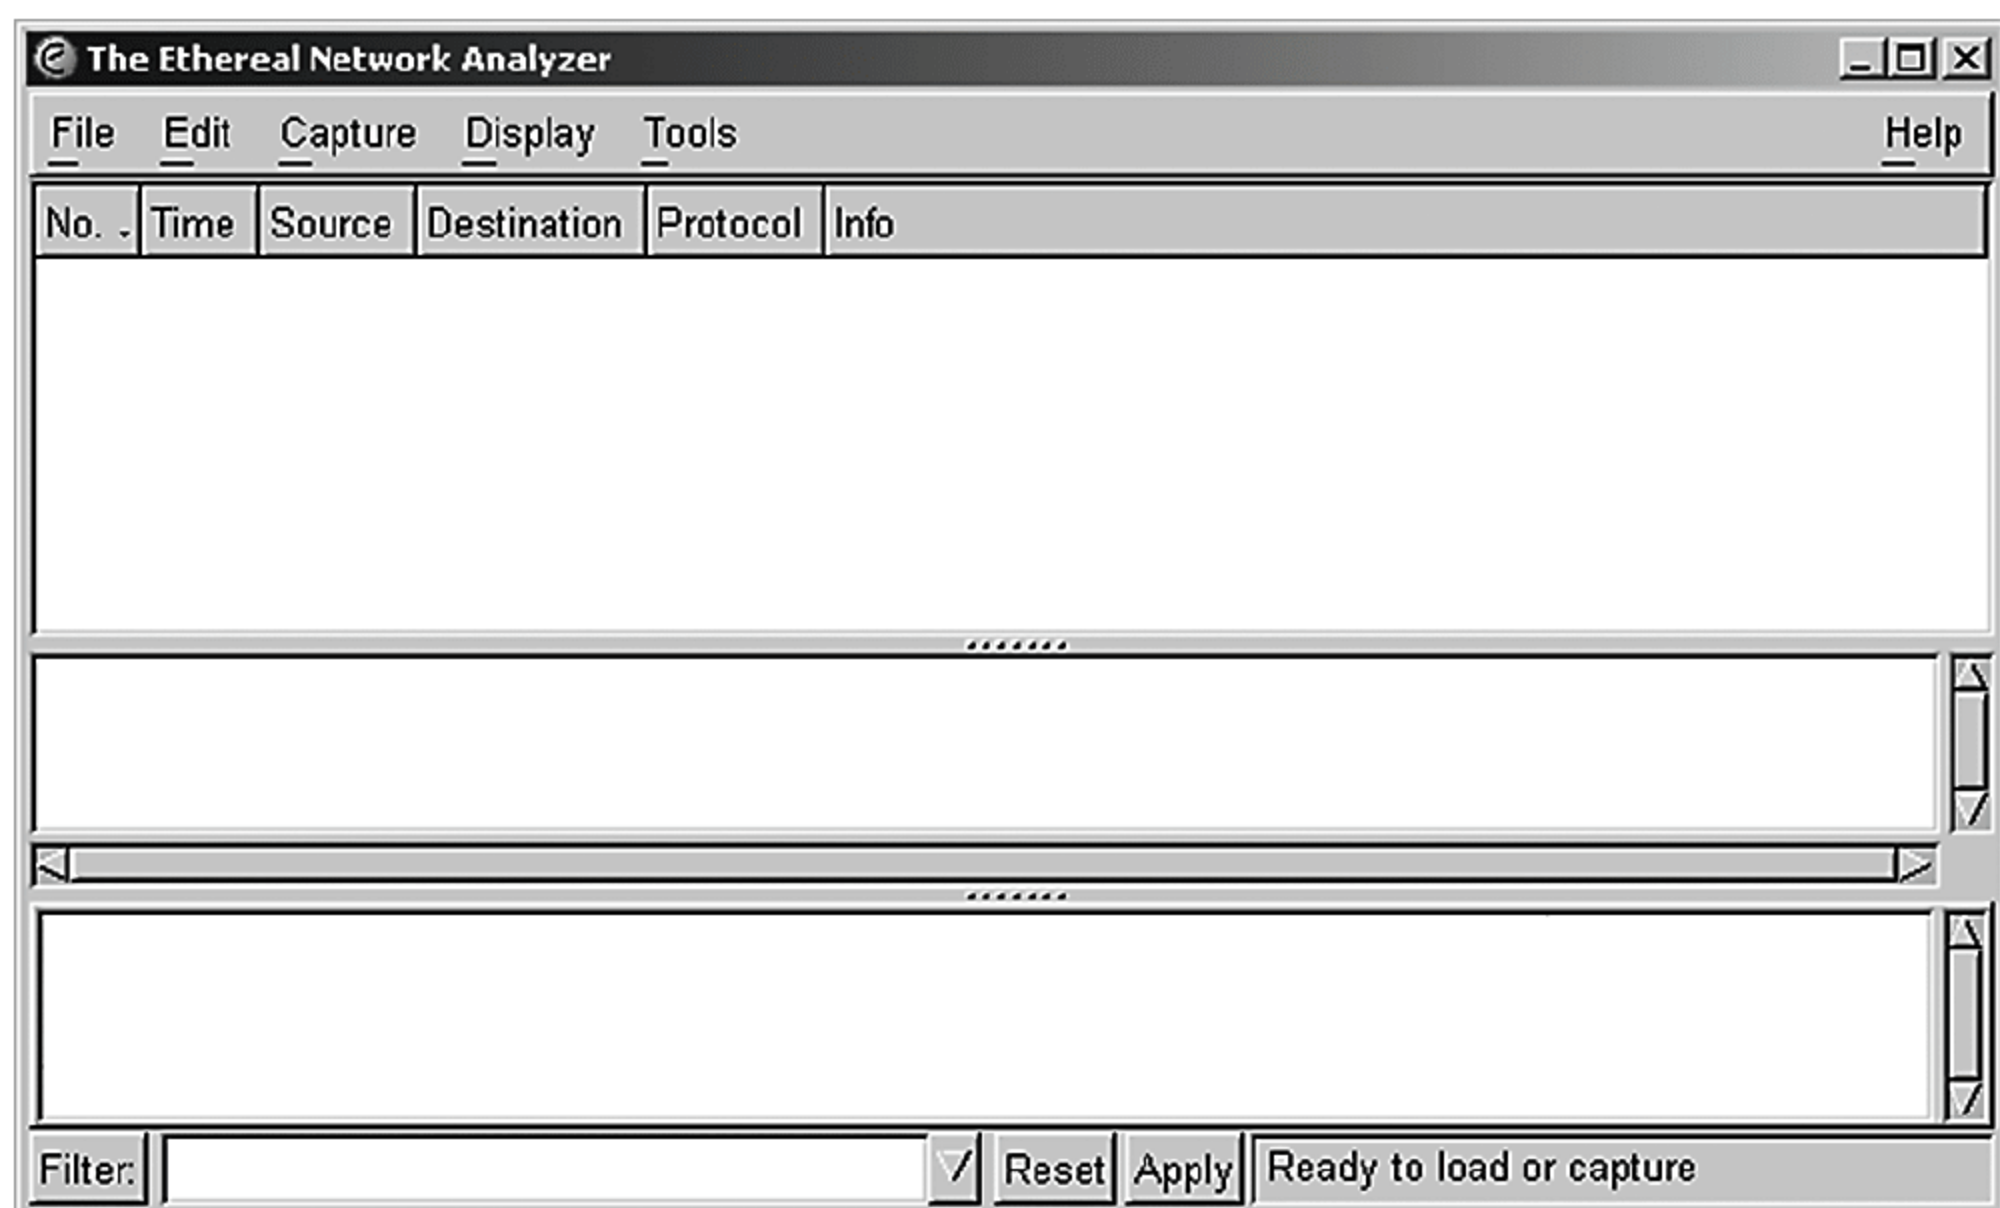 The Ethereal Network Analyzer
File Edit Capture Display Tools Help
No. Time Source Destination Protocol Info
Filter: Reset Apply Ready to load or capture